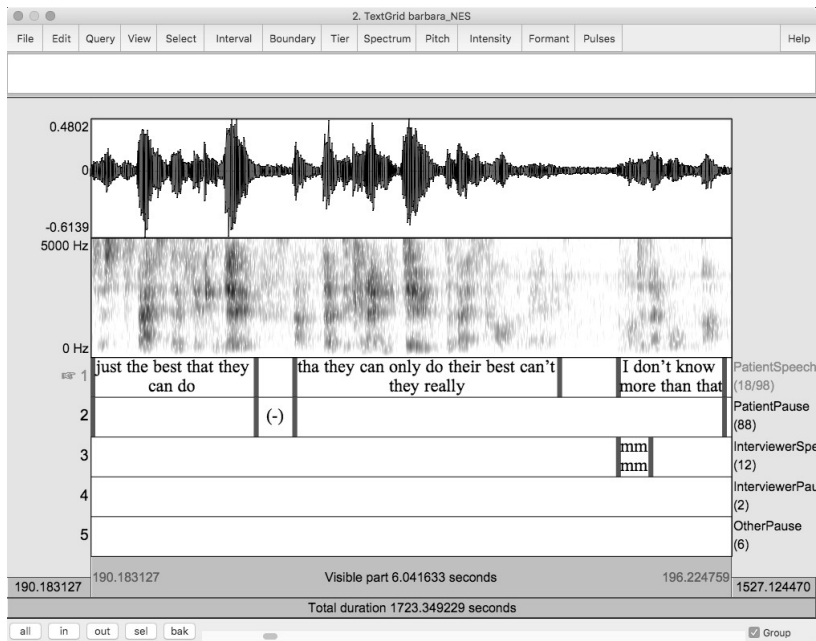 2. TextGrid barbara_NES
File Edit Query View Select Interval Boundary Tier Spectrum Pitch Intensity Formant Pulses Help
0.4802
0
-0.6139
5000 Hz
0 Hz
1
just the best that they
can do
tha they can only do their best can't
they really
I don't know
more than that
PatientSpeech
(18/98)
2
(-)
PatientPause
(88)
3
mm
mm
InterviewerSpe
(12)
4
InterviewerPau
(2)
5
OtherPause
(6)
190.183127
190.183127 Visible part 6.041633 seconds 196.224759
1527.124470
Total duration 1723.349229 seconds
all in out sel bak Group